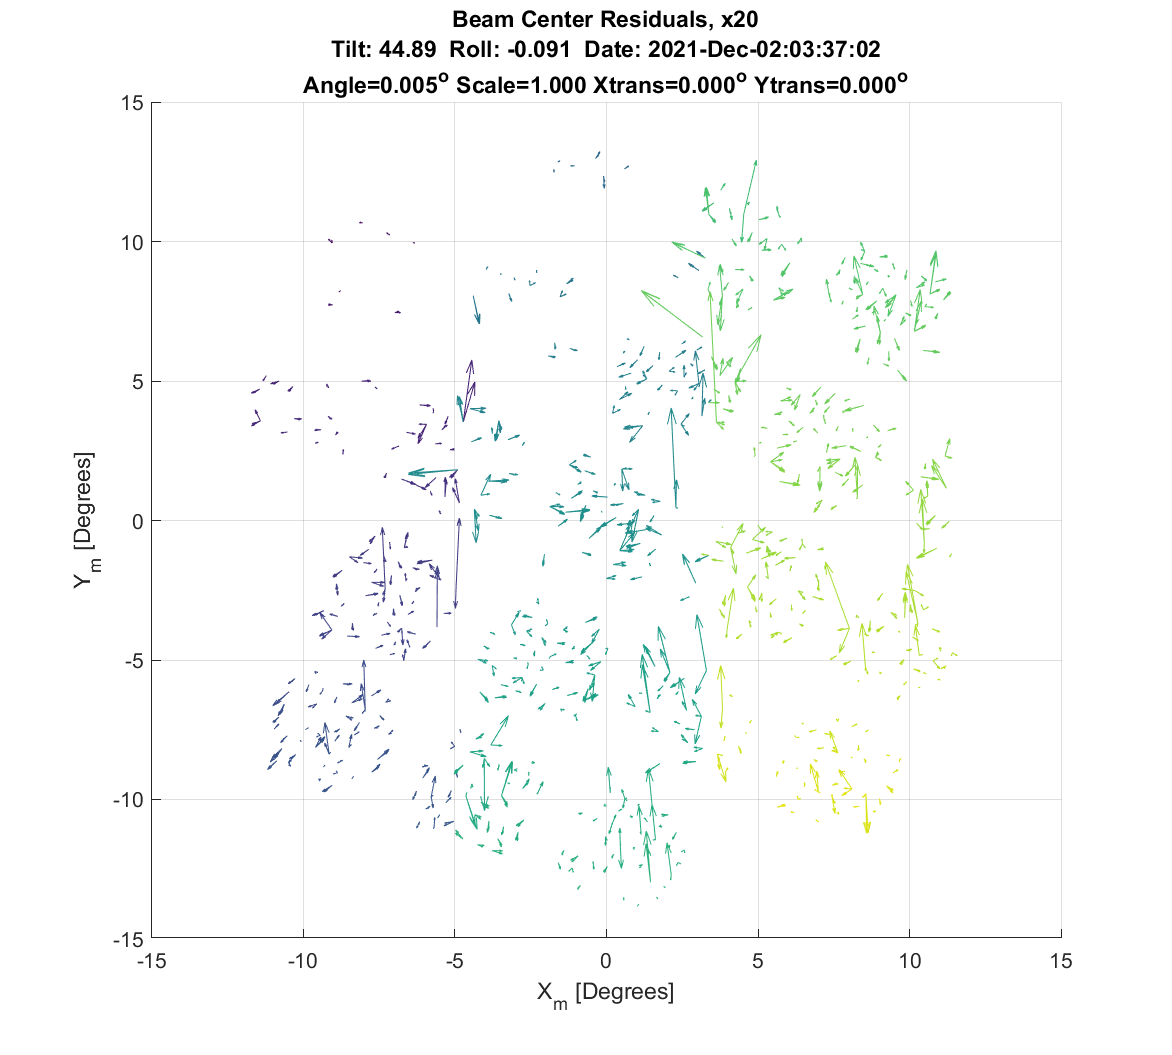 Beam Center Residuals, x20
Tilt: 44.89 Roll: -0.091 Date: 2021-Dec-02:03:37:02
Angle=0.005° Scale=1.000 Xtrans=0.000° Ytrans=0.000°
15
10
5
0
-5
-10
-15
Y_m [Degrees]
-15 -10 -5 0 5 10 15
X_m [Degrees]